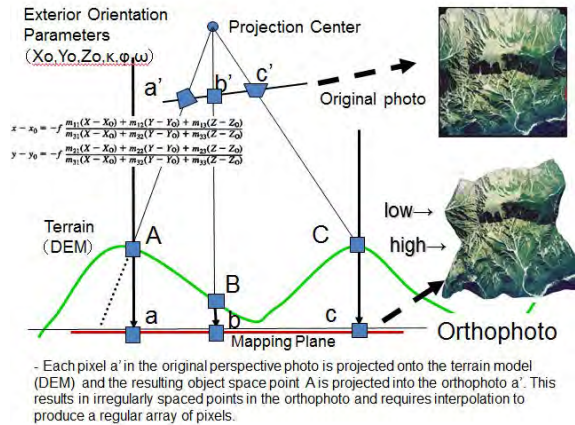 Exterior Orientation
Parameters
(Xo,Yo,Zo,κ,φ,ω)
Projection Center
a'
b'
c'
Original photo
x − x₀ = −f m₁₁(X − X₀) + m₁₂(Y − Y₀) + m₁₃(Z − Z₀) / m₃₁(X − X₀) + m₃₂(Y − Y₀) + m₃₃(Z − Z₀)
y − y₀ = −f m₂₁(X − X₀) + m₂₂(Y − Y₀) + m₂₃(Z − Z₀) / m₃₁(X − X₀) + m₃₂(Y − Y₀) + m₃₃(Z − Z₀)
low→
high→
Terrain
(DEM)
A
B
C
a
b
c
Mapping Plane
Orthophoto
- Each pixel a' in the original perspective photo is projected onto the terrain model
(DEM) and the resulting object space point A is projected into the orthophoto a'. This
results in irregularly spaced points in the orthophoto and requires interpolation to
produce a regular array of pixels.